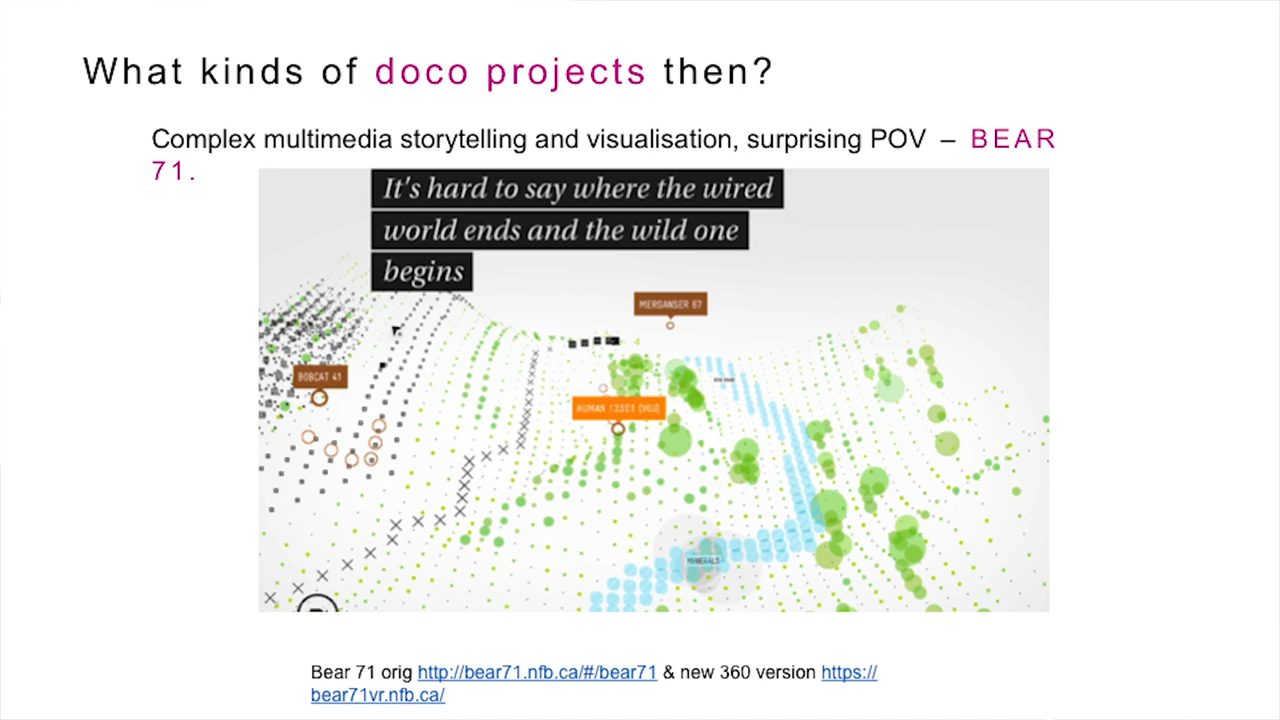 What kinds of doco projects then?
Complex multimedia storytelling and visualisation, surprising POV – BEAR
71.
It's hard to say where the wired
world ends and the wild one
begins
MERGANSER 67
BOBCAT 41
HUMAN 13301 (YOU)
MINERALS
Bear 71 orig http://bear71.nfb.ca/#/bear71 & new 360 version https://
bear71vr.nfb.ca/